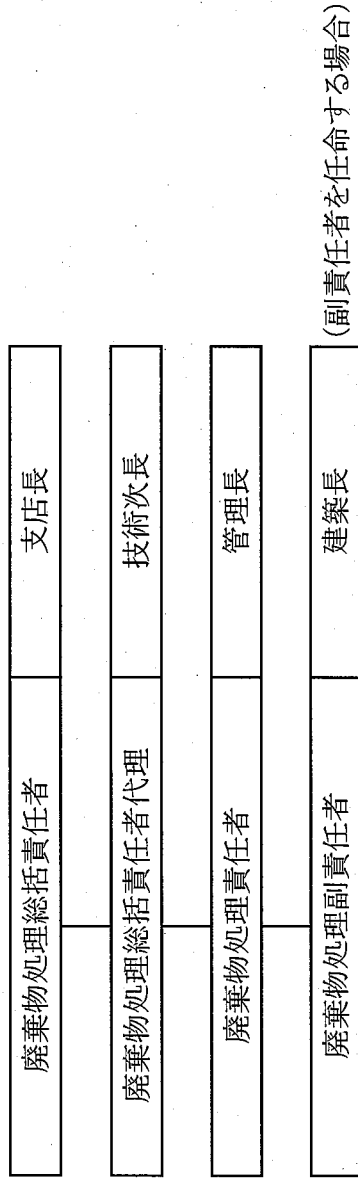 廃棄物処理総括責任者 支店長
廃棄物処理総括責任者代理 技術次長
廃棄物処理責任者 管理長
廃棄物処理副責任者 建築長 (副責任者を任命する場合)